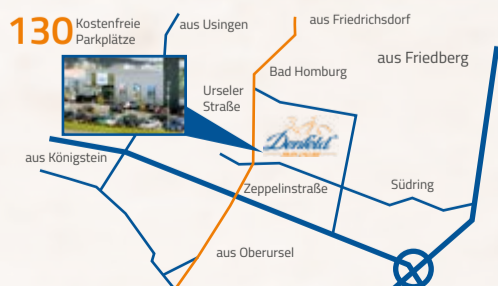 130 Kostenfreie
Parkplätze
aus Usingen
aus Friedrichsdorf
aus Friedberg
Bad Homburg
Urseler
Straße
Denfeld
aus Königstein
Zeppelinstraße
Südring
aus Oberursel